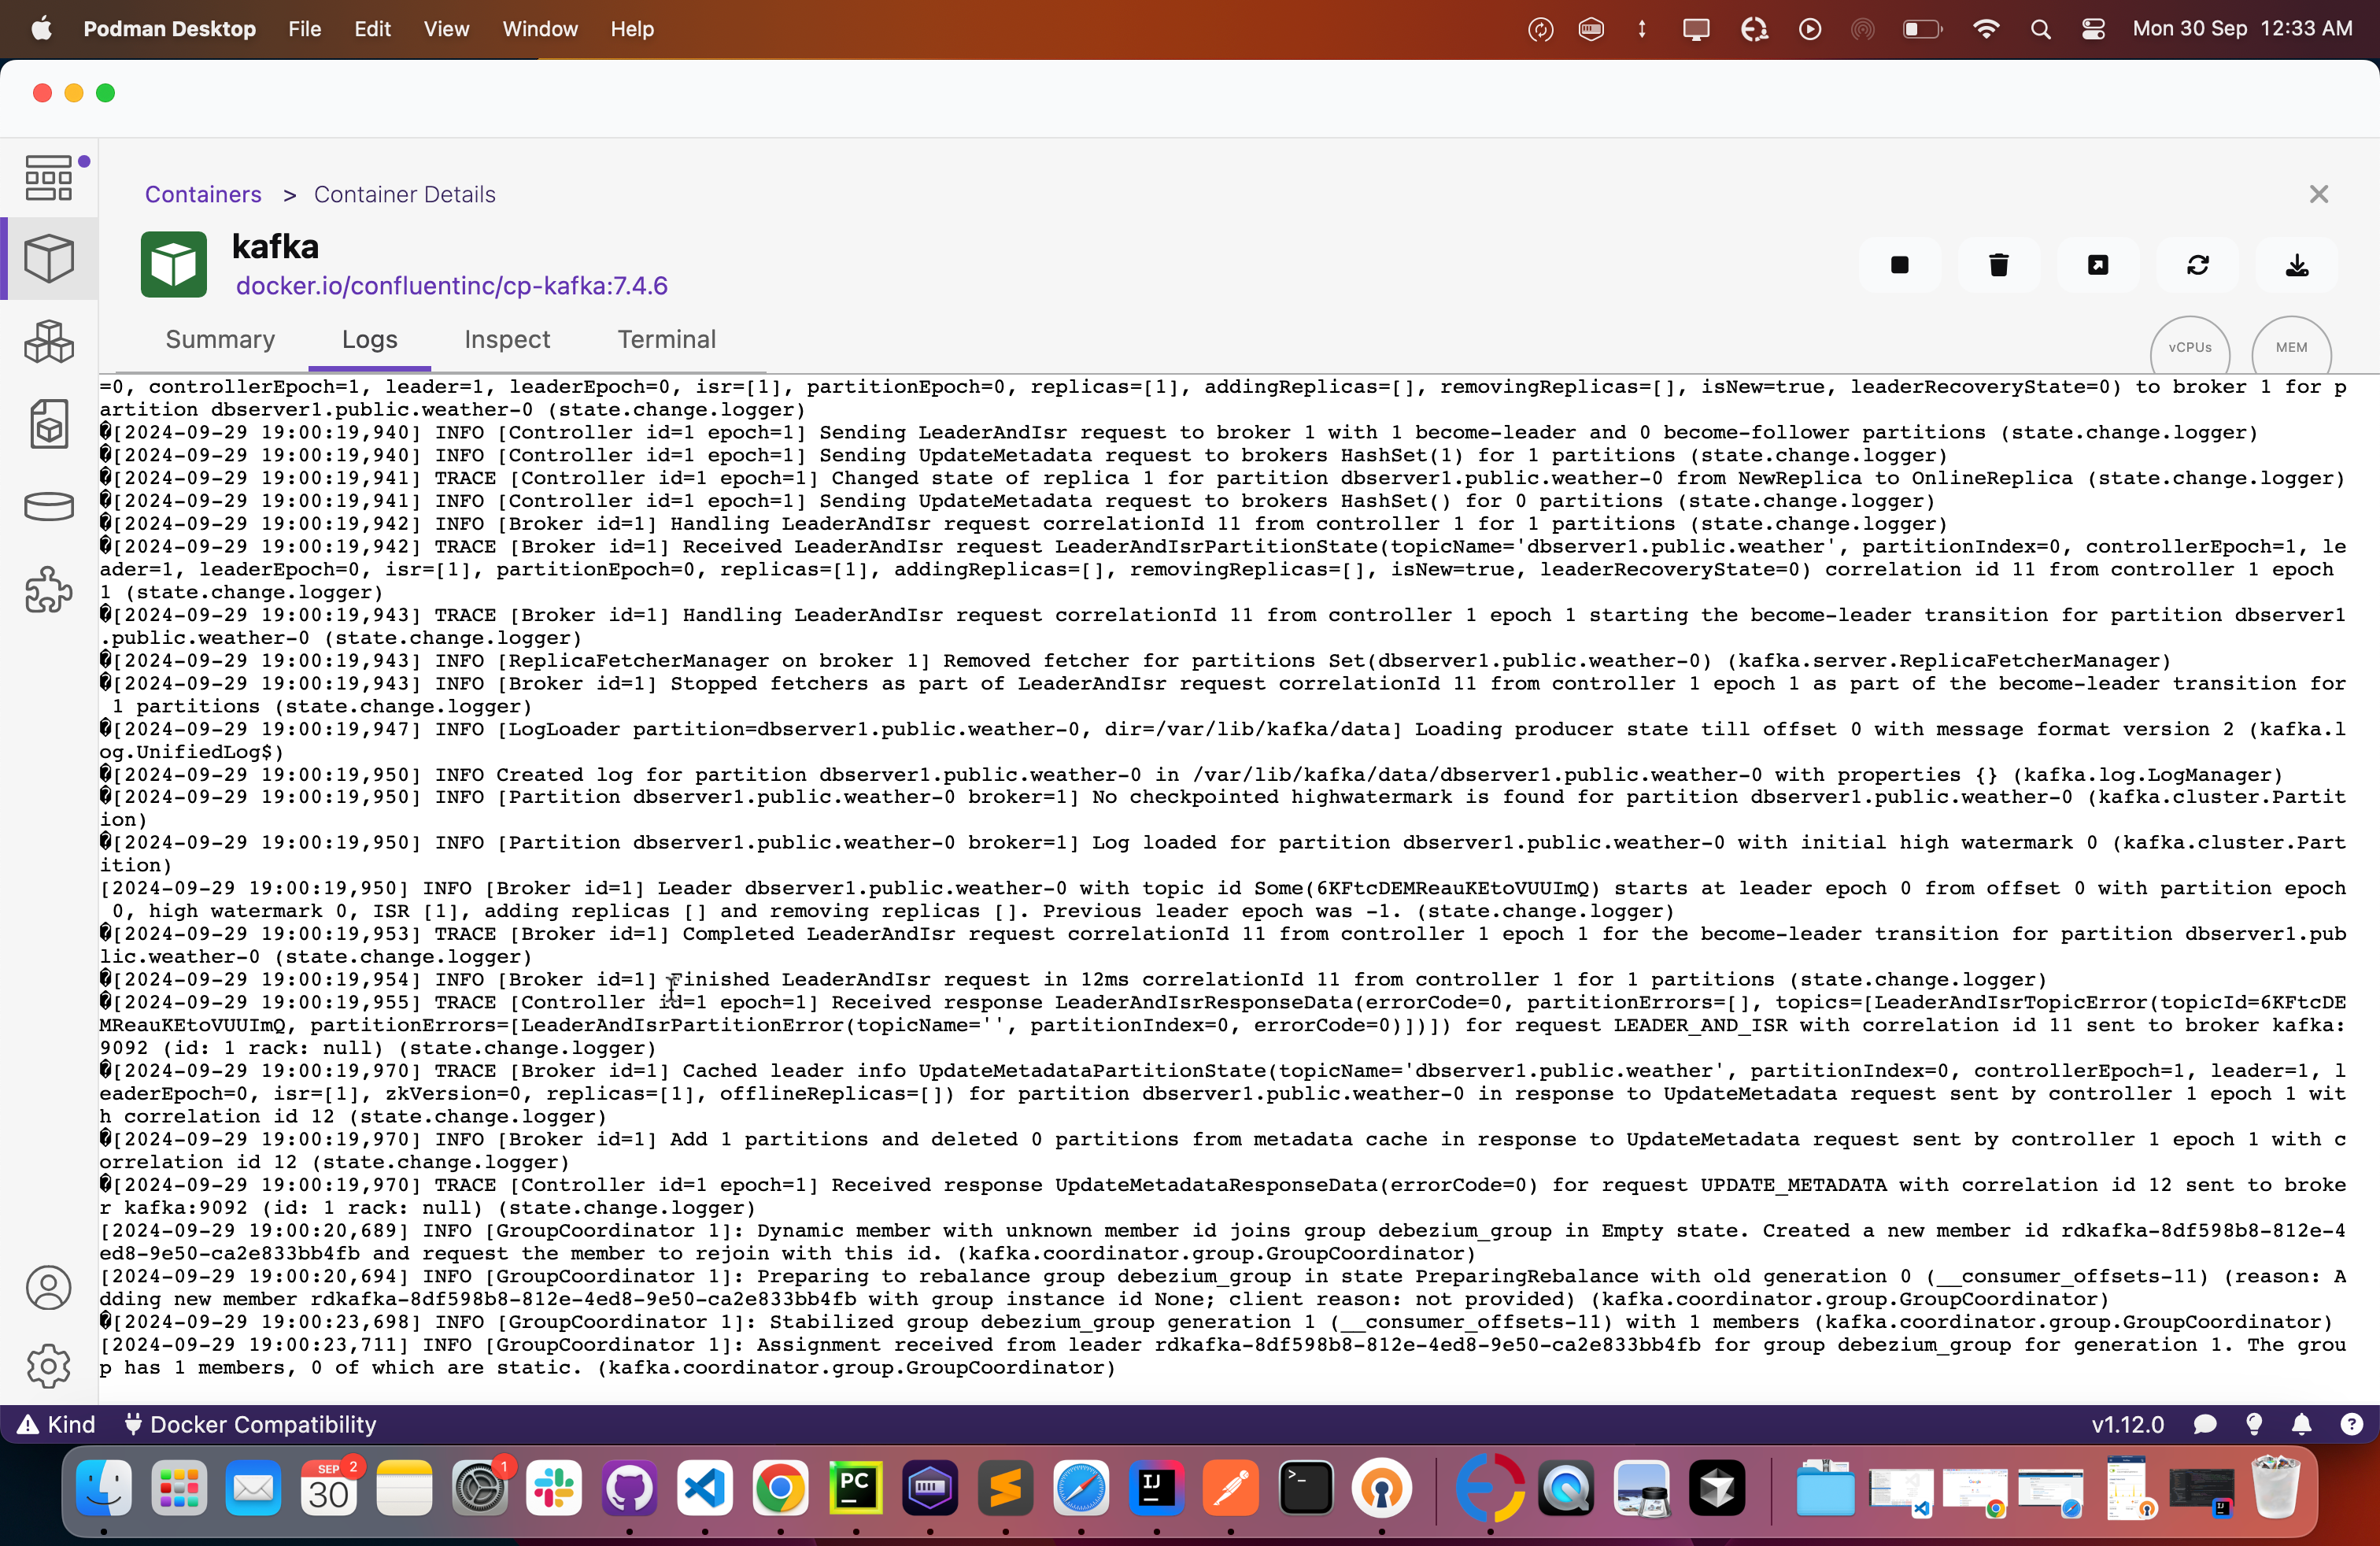 Podman Desktop File Edit View Window Help Mon 30 Sep 12:33 AM
Containers > Container Details
kafka
docker.io/confluentinc/cp-kafka:7.4.6
Summary Logs Inspect Terminal vCPUs MEM
=0, controllerEpoch=1, leader=1, leaderEpoch=0, isr=[1], partitionEpoch=0, replicas=[1], addingReplicas=[], removingReplicas=[], isNew=true, leaderRecoveryState=0) to broker 1 for p
artition dbserver1.public.weather-0 (state.change.logger)
�[2024-09-29 19:00:19,940] INFO [Controller id=1 epoch=1] Sending LeaderAndIsr request to broker 1 with 1 become-leader and 0 become-follower partitions (state.change.logger)
�[2024-09-29 19:00:19,940] INFO [Controller id=1 epoch=1] Sending UpdateMetadata request to brokers HashSet(1) for 1 partitions (state.change.logger)
�[2024-09-29 19:00:19,941] TRACE [Controller id=1 epoch=1] Changed state of replica 1 for partition dbserver1.public.weather-0 from NewReplica to OnlineReplica (state.change.logger)
�[2024-09-29 19:00:19,941] INFO [Controller id=1 epoch=1] Sending UpdateMetadata request to brokers HashSet() for 0 partitions (state.change.logger)
�[2024-09-29 19:00:19,942] INFO [Broker id=1] Handling LeaderAndIsr request correlationId 11 from controller 1 for 1 partitions (state.change.logger)
�[2024-09-29 19:00:19,942] TRACE [Broker id=1] Received LeaderAndIsr request LeaderAndIsrPartitionState(topicName='dbserver1.public.weather', partitionIndex=0, controllerEpoch=1, le
ader=1, leaderEpoch=0, isr=[1], partitionEpoch=0, replicas=[1], addingReplicas=[], removingReplicas=[], isNew=true, leaderRecoveryState=0) correlation id 11 from controller 1 epoch
1 (state.change.logger)
�[2024-09-29 19:00:19,943] TRACE [Broker id=1] Handling LeaderAndIsr request correlationId 11 from controller 1 epoch 1 starting the become-leader transition for partition dbserver1
.public.weather-0 (state.change.logger)
�[2024-09-29 19:00:19,943] INFO [ReplicaFetcherManager on broker 1] Removed fetcher for partitions Set(dbserver1.public.weather-0) (kafka.server.ReplicaFetcherManager)
�[2024-09-29 19:00:19,943] INFO [Broker id=1] Stopped fetchers as part of LeaderAndIsr request correlationId 11 from controller 1 epoch 1 as part of the become-leader transition for
1 partitions (state.change.logger)
�[2024-09-29 19:00:19,947] INFO [LogLoader partition=dbserver1.public.weather-0, dir=/var/lib/kafka/data] Loading producer state till offset 0 with message format version 2 (kafka.l
og.UnifiedLog$)
�[2024-09-29 19:00:19,950] INFO Created log for partition dbserver1.public.weather-0 in /var/lib/kafka/data/dbserver1.public.weather-0 with properties {} (kafka.log.LogManager)
�[2024-09-29 19:00:19,950] INFO [Partition dbserver1.public.weather-0 broker=1] No checkpointed highwatermark is found for partition dbserver1.public.weather-0 (kafka.cluster.Partit
ion)
�[2024-09-29 19:00:19,950] INFO [Partition dbserver1.public.weather-0 broker=1] Log loaded for partition dbserver1.public.weather-0 with initial high watermark 0 (kafka.cluster.Part
ition)
[2024-09-29 19:00:19,950] INFO [Broker id=1] Leader dbserver1.public.weather-0 with topic id Some(6KFtcDEMReauKEtoVUUImQ) starts at leader epoch 0 from offset 0 with partition epoch
0, high watermark 0, ISR [1], adding replicas [] and removing replicas []. Previous leader epoch was -1. (state.change.logger)
�[2024-09-29 19:00:19,953] TRACE [Broker id=1] Completed LeaderAndIsr request correlationId 11 from controller 1 epoch 1 for the become-leader transition for partition dbserver1.pub
lic.weather-0 (state.change.logger)
�[2024-09-29 19:00:19,954] INFO [Broker id=1] Finished LeaderAndIsr request in 12ms correlationId 11 from controller 1 for 1 partitions (state.change.logger)
�[2024-09-29 19:00:19,955] TRACE [Controller id=1 epoch=1] Received response LeaderAndIsrResponseData(errorCode=0, partitionErrors=[], topics=[LeaderAndIsrTopicError(topicId=6KFtcDE
MReauKEtoVUUImQ, partitionErrors=[LeaderAndIsrPartitionError(topicName='', partitionIndex=0, errorCode=0)])]) for request LEADER_AND_ISR with correlation id 11 sent to broker kafka:
9092 (id: 1 rack: null) (state.change.logger)
�[2024-09-29 19:00:19,970] TRACE [Broker id=1] Cached leader info UpdateMetadataPartitionState(topicName='dbserver1.public.weather', partitionIndex=0, controllerEpoch=1, leader=1, l
eaderEpoch=0, isr=[1], zkVersion=0, replicas=[1], offlineReplicas=[]) for partition dbserver1.public.weather-0 in response to UpdateMetadata request sent by controller 1 epoch 1 wit
h correlation id 12 (state.change.logger)
�[2024-09-29 19:00:19,970] INFO [Broker id=1] Add 1 partitions and deleted 0 partitions from metadata cache in response to UpdateMetadata request sent by controller 1 epoch 1 with c
orrelation id 12 (state.change.logger)
�[2024-09-29 19:00:19,970] TRACE [Controller id=1 epoch=1] Received response UpdateMetadataResponseData(errorCode=0) for request UPDATE_METADATA with correlation id 12 sent to broke
r kafka:9092 (id: 1 rack: null) (state.change.logger)
[2024-09-29 19:00:20,689] INFO [GroupCoordinator 1]: Dynamic member with unknown member id joins group debezium_group in Empty state. Created a new member id rdkafka-8df598b8-812e-4
ed8-9e50-ca2e833bb4fb and request the member to rejoin with this id. (kafka.coordinator.group.GroupCoordinator)
[2024-09-29 19:00:20,694] INFO [GroupCoordinator 1]: Preparing to rebalance group debezium_group in state PreparingRebalance with old generation 0 (__consumer_offsets-11) (reason: A
dding new member rdkafka-8df598b8-812e-4ed8-9e50-ca2e833bb4fb with group instance id None; client reason: not provided) (kafka.coordinator.group.GroupCoordinator)
�[2024-09-29 19:00:23,698] INFO [GroupCoordinator 1]: Stabilized group debezium_group generation 1 (__consumer_offsets-11) with 1 members (kafka.coordinator.group.GroupCoordinator)
[2024-09-29 19:00:23,711] INFO [GroupCoordinator 1]: Assignment received from leader rdkafka-8df598b8-812e-4ed8-9e50-ca2e833bb4fb for group debezium_group for generation 1. The grou
p has 1 members, 0 of which are static. (kafka.coordinator.group.GroupCoordinator)
Kind Docker Compatibility v1.12.0
SEP 2 1
30 PC IJ